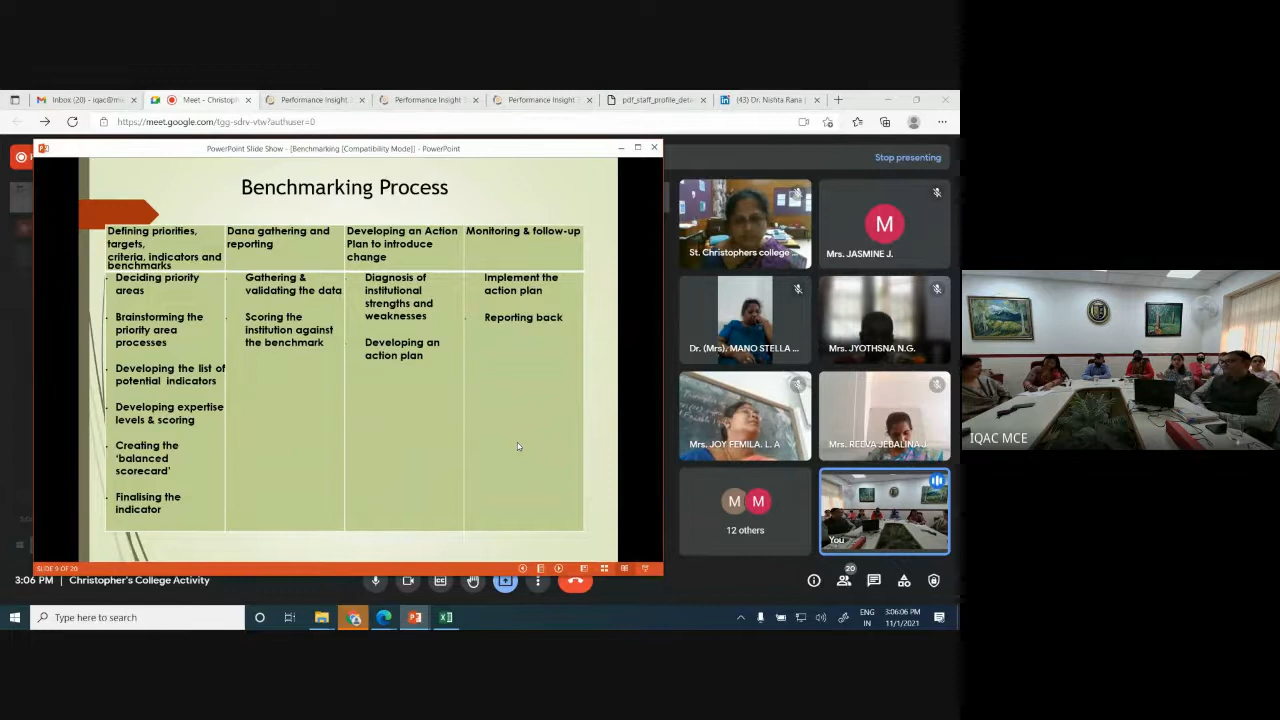 Inbox (20) - iqac@m
Meet - Christoph
Performance Insight
Performance Insight
Performance Insight
pdf_staff_profile_de
(43) Dr. Nishta Rana
https://meet.google.com/tgg-sdrv-vtw?authuser=0
PowerPoint Slide Show - [Benchmarking [Compatibility Mode]] - PowerPoint
Stop presenting
Benchmarking Process
Defining priorities,
targets,
criteria, indicators and
benchmarks
Deciding priority
areas
Brainstorming the
priority area
processes
Developing the list of
potential indicators
Developing expertise
levels & scoring
Creating the
‘balanced
scorecard’
Finalising the
indicator
Dana gathering and
reporting
Gathering &
validating the data
Scoring the
institution against
the benchmark
Developing an Action
Plan to introduce
change
Diagnosis of
institutional
strengths and
weaknesses
Developing an
action plan
Monitoring & follow-up
Implement the
action plan
Reporting back
SLIDE 9 OF 20
St. Christophers college ...
M
Mrs. JASMINE J.
Dr. (Mrs). MANO STELLA ...
Mrs. JYOTHSNA N.G.
Mrs. JOY FEMILA. L. A
Mrs. REEVA JEBALINA J
M M
12 others
You
IQAC MCE
3:06 PM
Christopher's College Activity
20
Type here to search
ENG
IN
3:06:06 PM
11/1/2021